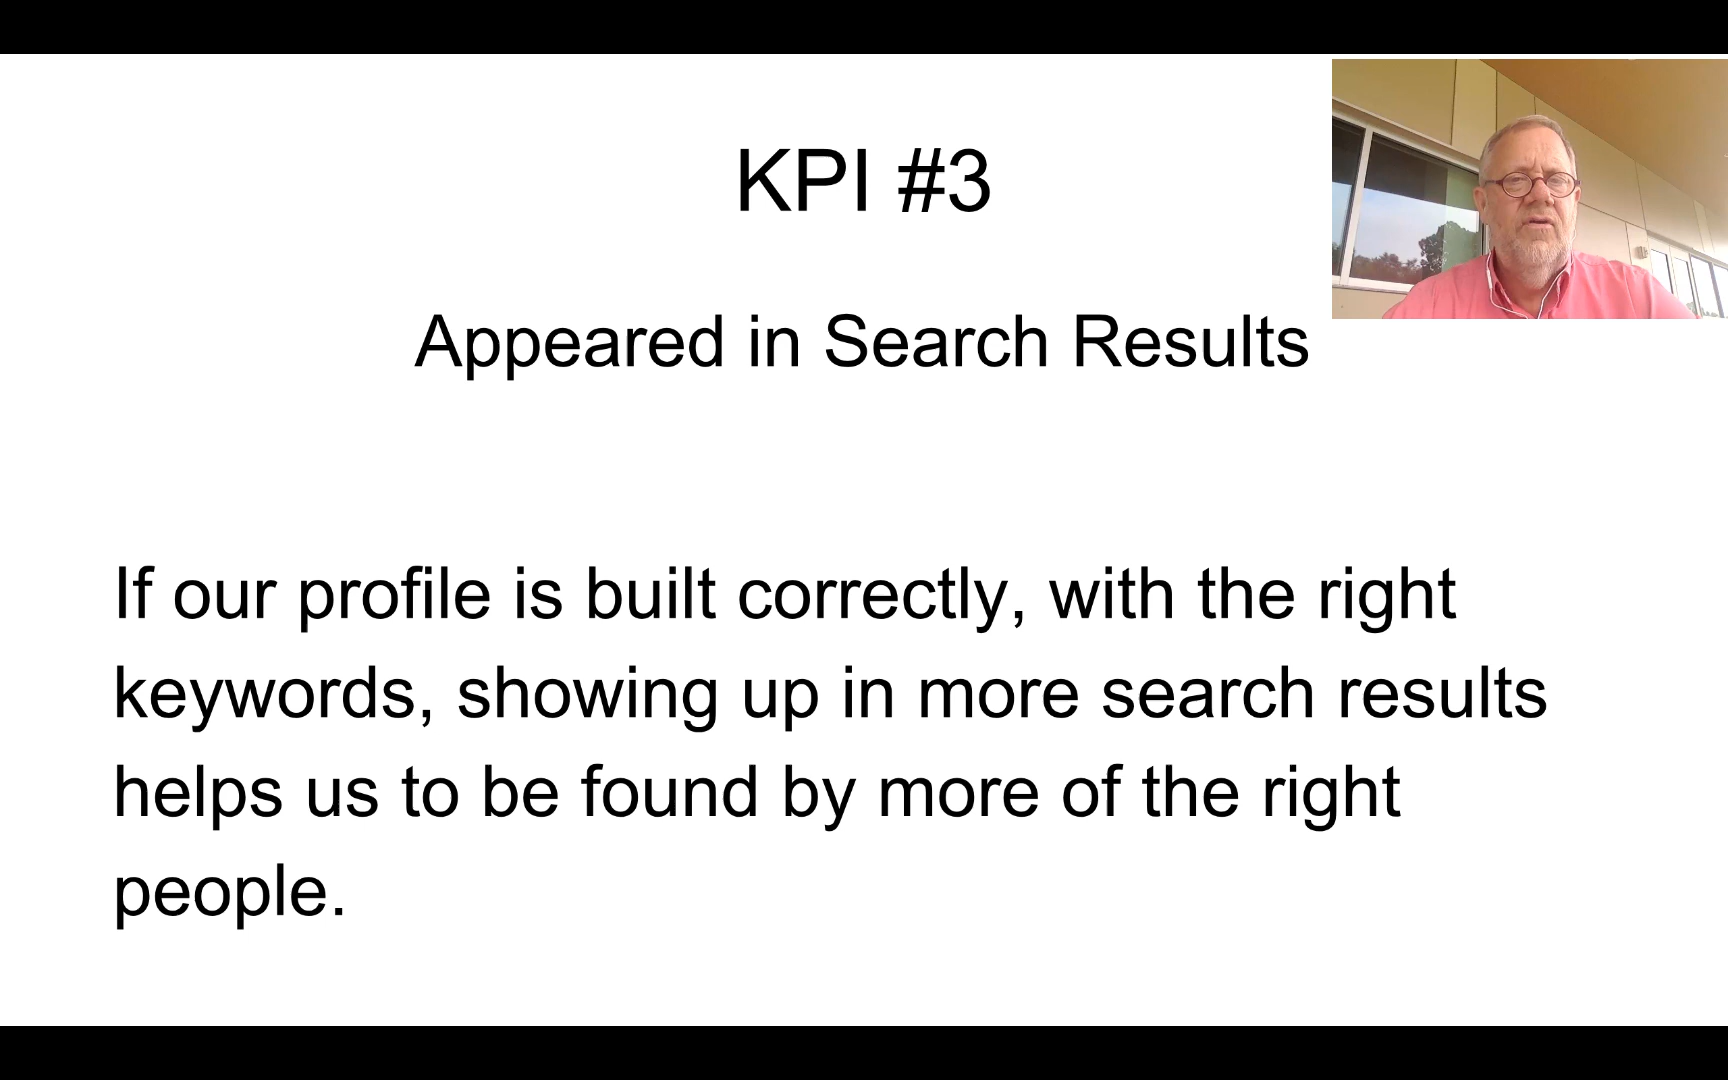 KPI #3
Appeared in Search Results
If our profile is built correctly, with the right
keywords, showing up in more search results
helps us to be found by more of the right
people.